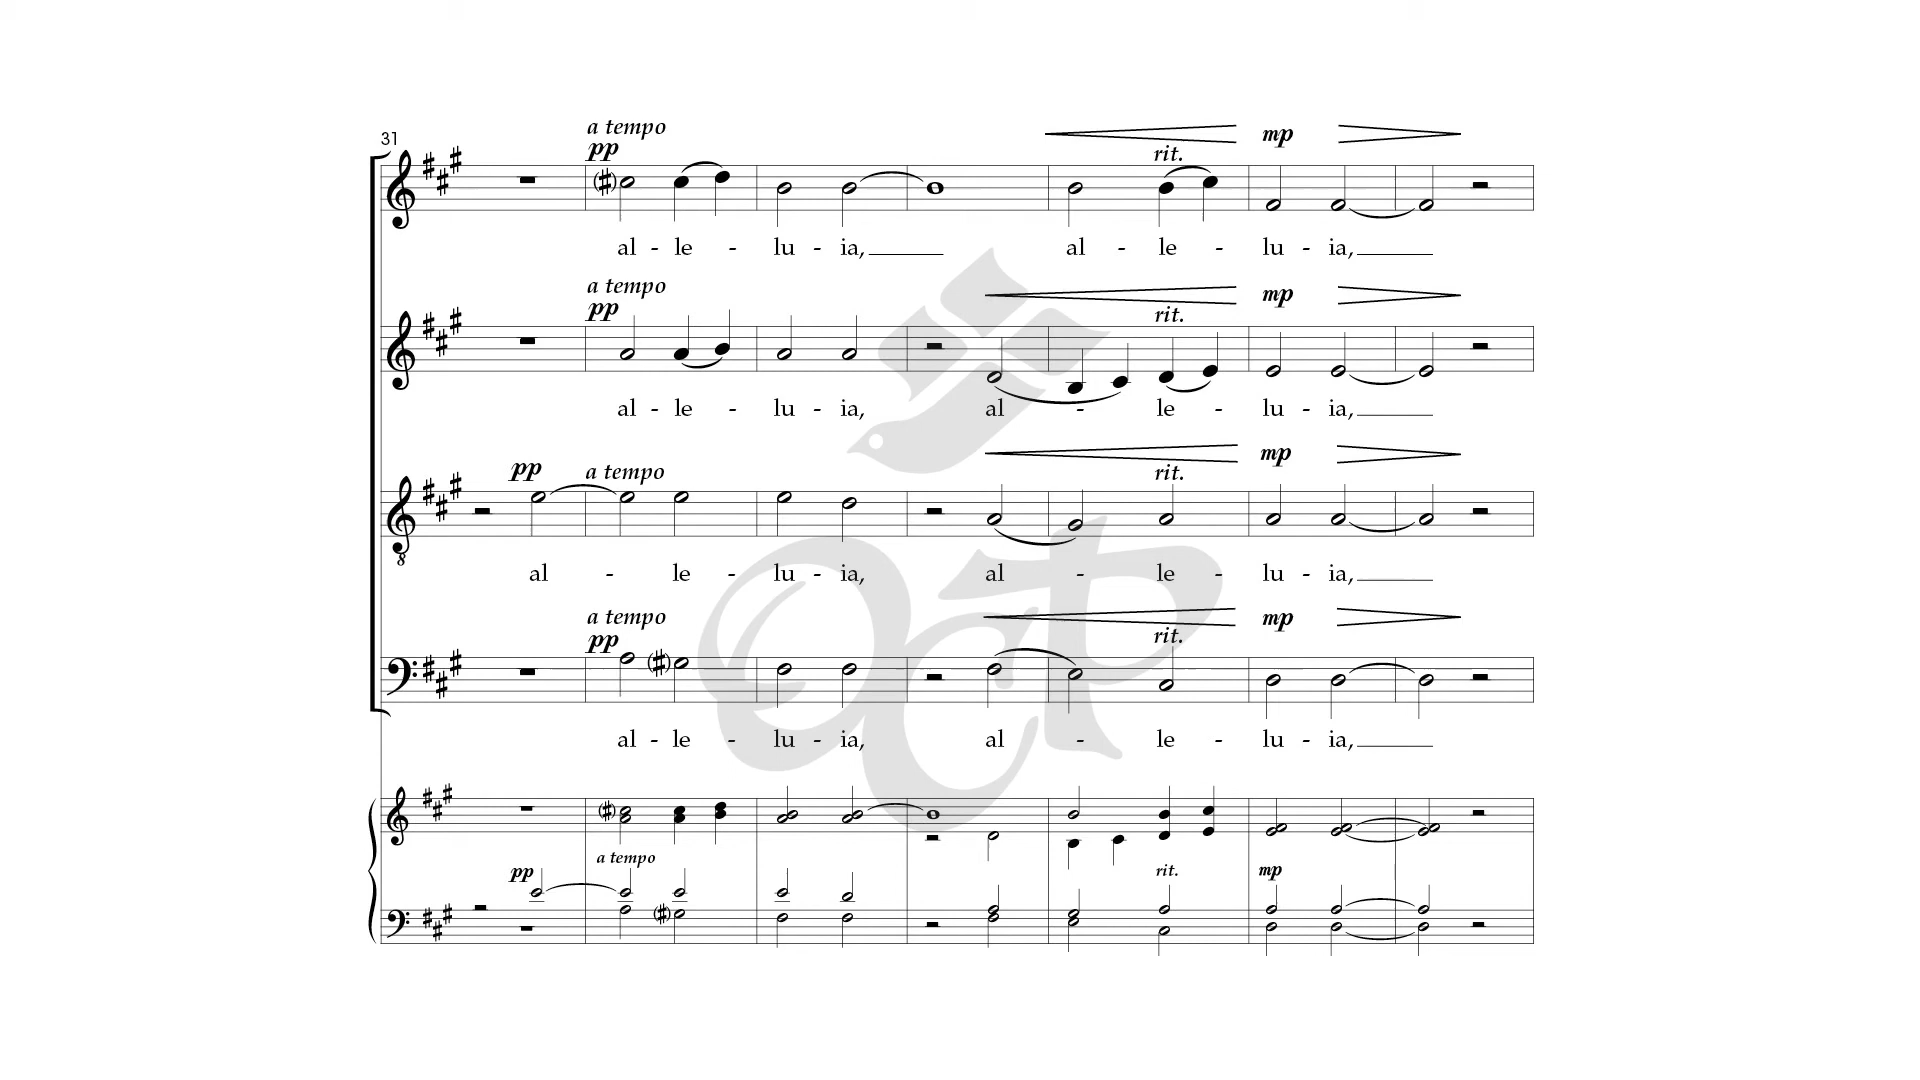 31
a tempo
pp
rit.
mp
al - le - lu - ia, al - le - lu - ia,
a tempo
pp
rit.
mp
al - le - lu - ia, al - le - lu - ia,
pp
a tempo
rit.
mp
al - le - lu - ia, al - le - lu - ia,
a tempo
pp
rit.
mp
al - le - lu - ia, al - le - lu - ia,
pp
a tempo
rit.
mp
ocp